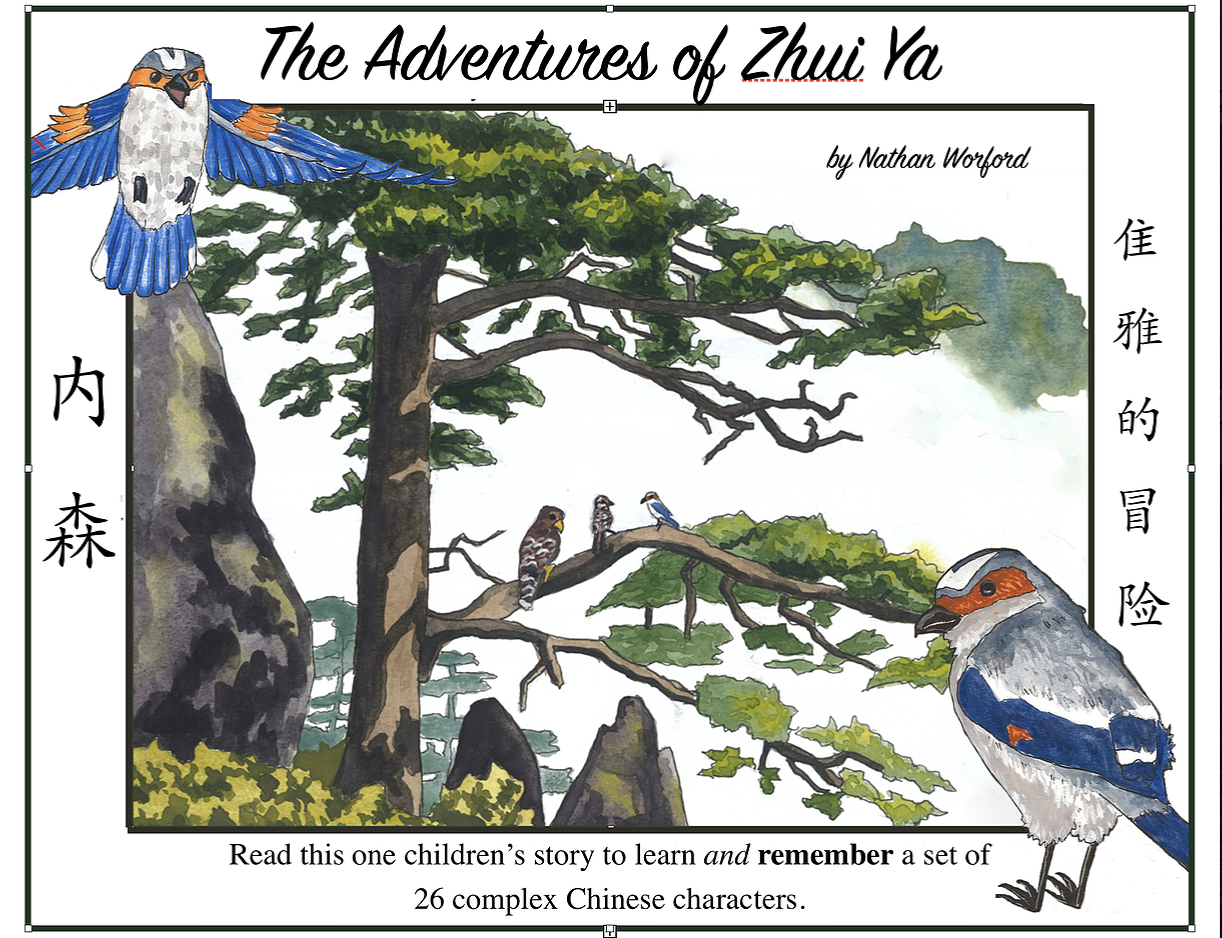 The Adventures of Zhui Ya
by Nathan Worford
内森
隹雅的冒险
Read this one children’s story to learn and remember a set of
26 complex Chinese characters.